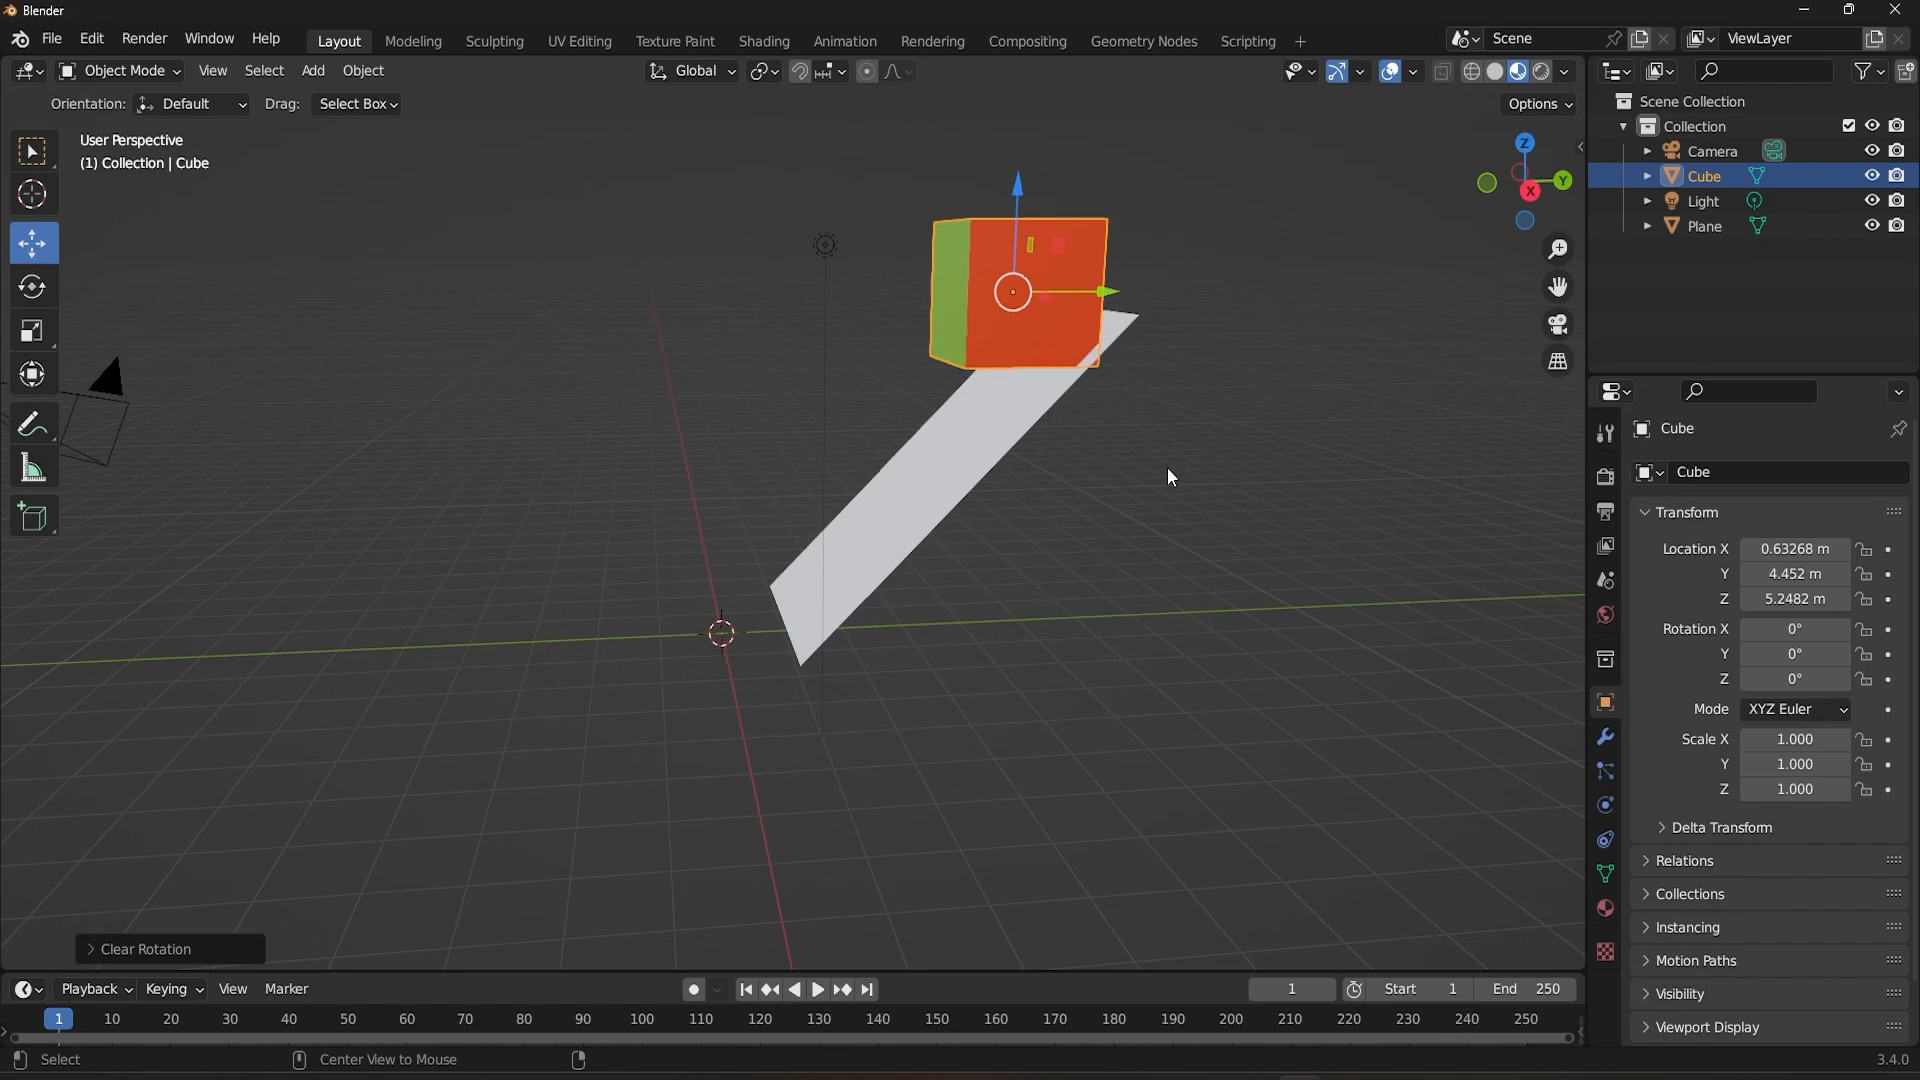 Blender
File Edit Render Window Help Layout Modeling Sculpting UV Editing Texture Paint Shading Animation Rendering Compositing Geometry Nodes Scripting + Scene ViewLayer
Object Mode View Select Add Object Global
Orientation: Default Drag: Select Box Options
User Perspective
(1) Collection | Cube
Z
Y
X
Scene Collection
Collection
Camera
Cube
Light
Plane
Cube
Cube
Transform
Location X 0.63268 m
Y 4.452 m
Z 5.2482 m
Rotation X 0°
Y 0°
Z 0°
Mode XYZ Euler
Scale X 1.000
Y 1.000
Z 1.000
Delta Transform
Relations
Collections
Instancing
Motion Paths
Visibility
Viewport Display
Clear Rotation
Playback Keying View Marker 1 Start 1 End 250
1 10 20 30 40 50 60 70 80 90 100 110 120 130 140 150 160 170 180 190 200 210 220 230 240 250
Select Center View to Mouse 3.4.0